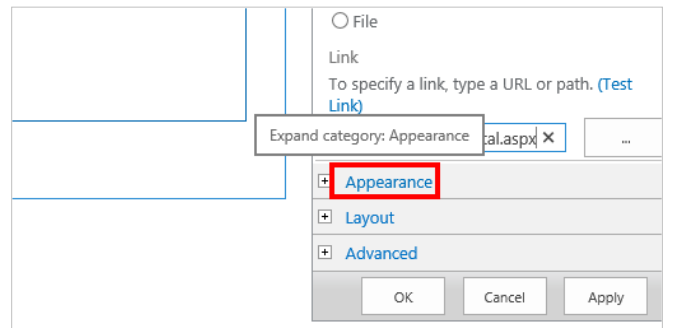 File
Link
To specify a link, type a URL or path. (Test
Link)
Expand category: Appearance
tal.aspx
...
Appearance
Layout
Advanced
OK Cancel Apply